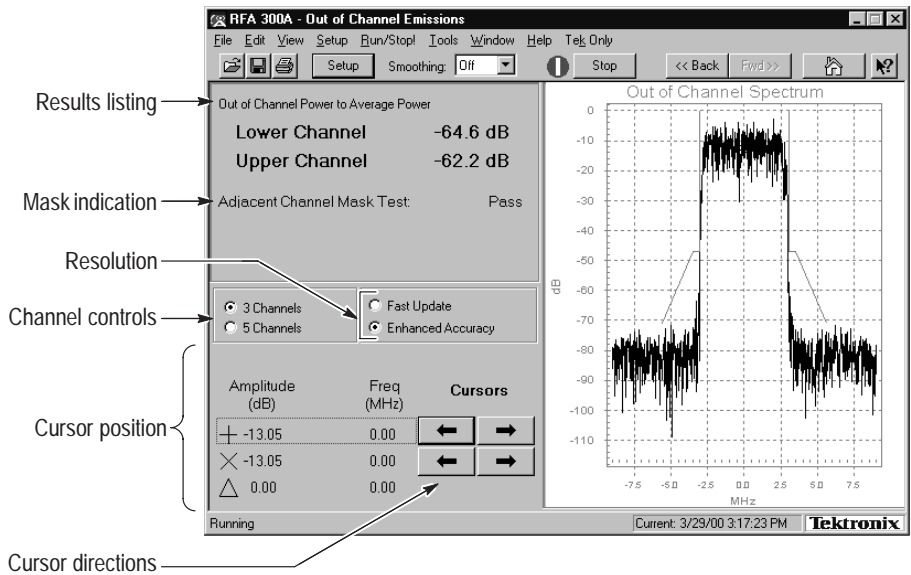 RFA 300A - Out of Channel Emissions
File Edit View Setup Run/Stop! Tools Window Help Tek Only
Setup Smoothing: Off Stop << Back Fwd >>
Results listing
Out of Channel Power to Average Power
Lower Channel -64.6 dB
Upper Channel -62.2 dB
Mask indication
Adjacent Channel Mask Test: Pass
Resolution
Channel controls
3 Channels
5 Channels
Fast Update
Enhanced Accuracy
Cursor position
Amplitude (dB) Freq (MHz) Cursors
-13.05 0.00
-13.05 0.00
0.00 0.00
Cursor directions
Out of Channel Spectrum
dB
0
-10
-20
-30
-40
-50
-60
-70
-80
-90
-100
-110
-7.5 -5.0 -2.5 0.0 2.5 5.0 7.5
MHz
Running
Current: 3/29/00 3:17:23 PM
Tektronix